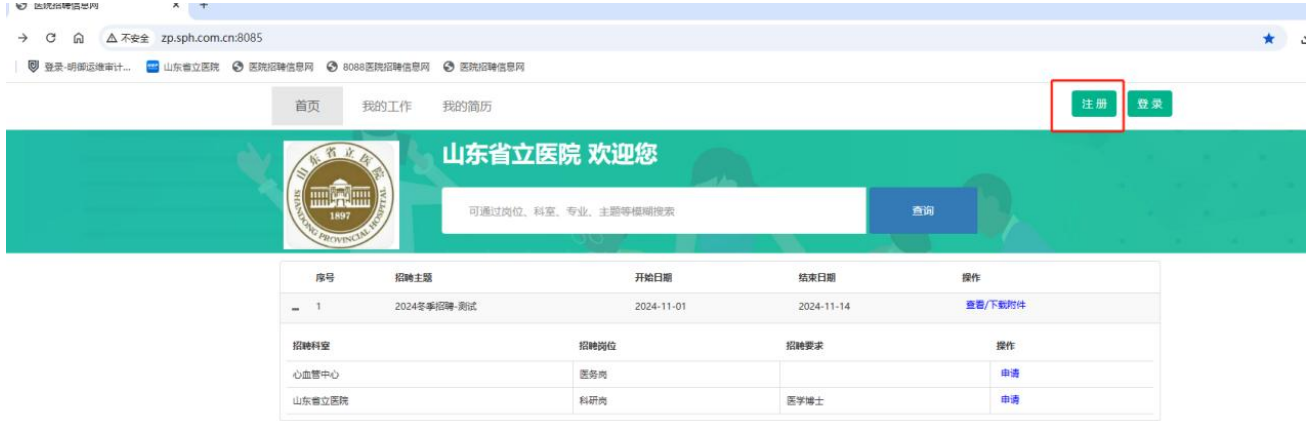 医院招聘信息网 × +
不安全 zp.sph.com.cn:8085
登录-明御运维审计... 山东省立医院 医院招聘信息网 8088医院招聘信息网 医院招聘信息网
首页 我的工作 我的简历 注册 登录
山东省立医院 欢迎您
可通过岗位、科室、专业、主题等模糊搜索 查询
山东省立医院
1897
SHANDONG PROVINCIAL HOSPITAL
序号 招聘主题 开始日期 结束日期 操作
1 2024冬季招聘-测试 2024-11-01 2024-11-14 查看/下载附件
招聘科室 招聘岗位 招聘要求 操作
心血管中心 医务岗 申请
山东省立医院 科研岗 医学博士 申请